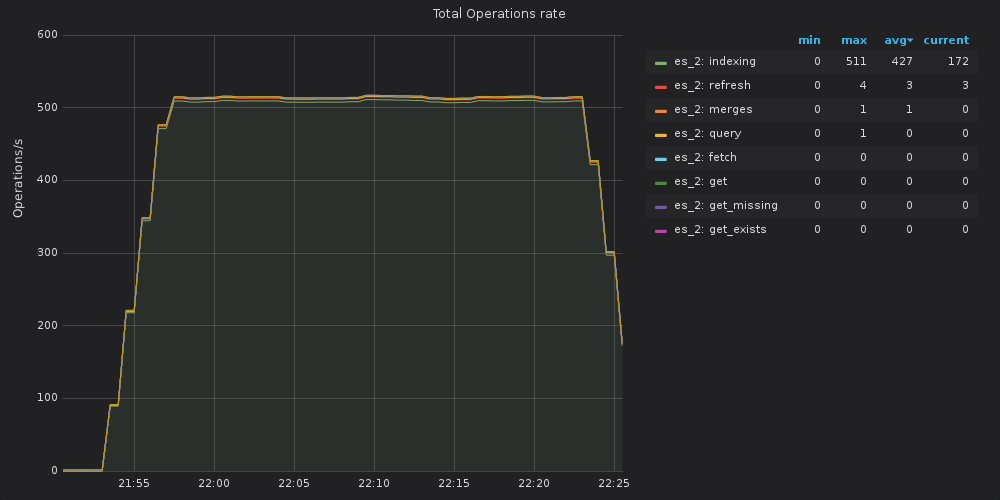 Total Operations rate
Operations/s
600
500
400
300
200
100
0
21:55 22:00 22:05 22:10 22:15 22:20 22:25
min max avg current
es_2: indexing 0 511 427 172
es_2: refresh 0 4 3 3
es_2: merges 0 1 1 0
es_2: query 0 1 0 0
es_2: fetch 0 0 0 0
es_2: get 0 0 0 0
es_2: get_missing 0 0 0 0
es_2: get_exists 0 0 0 0